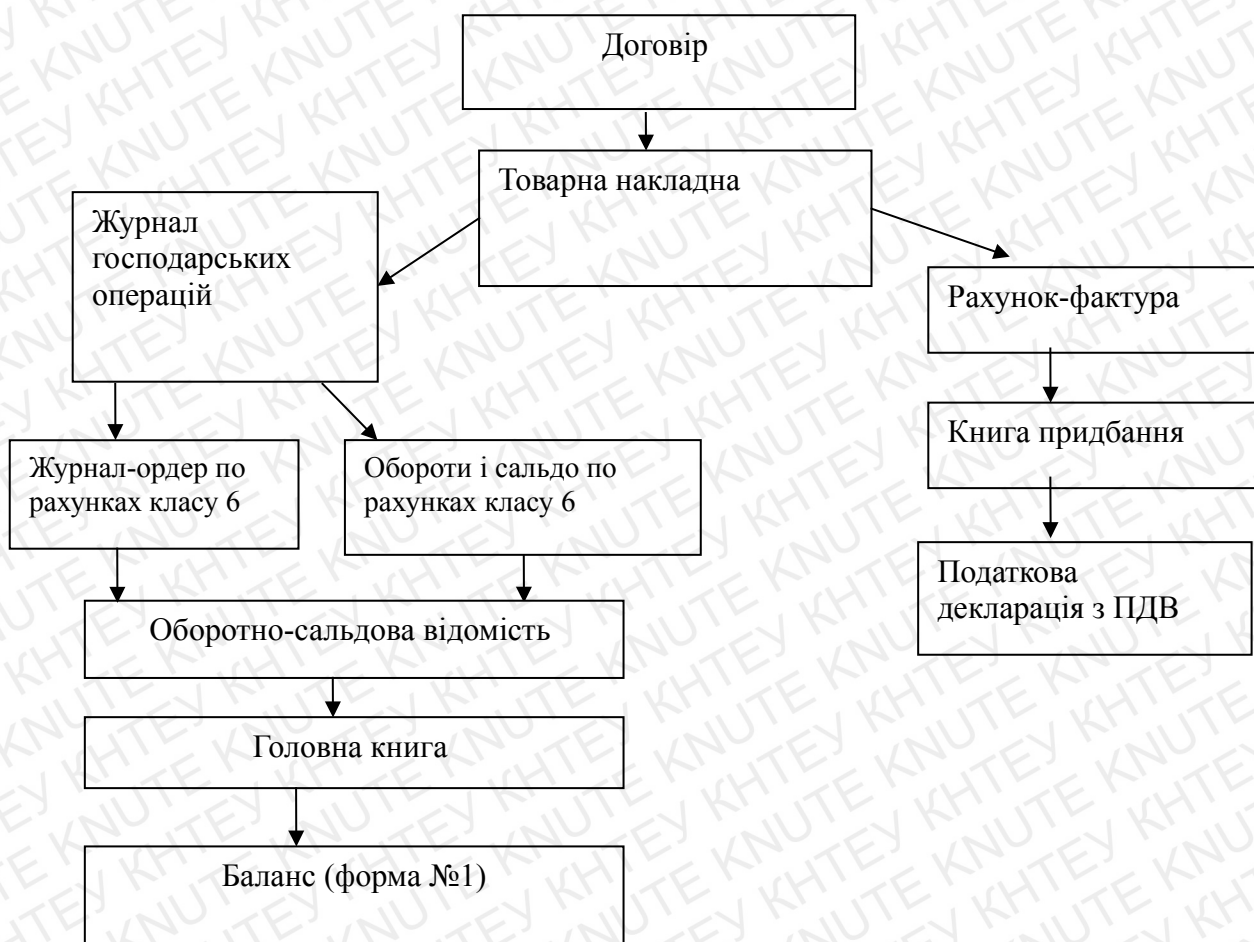 Договір
Товарна накладна
Журнал
господарських
операцій
Рахунок-фактура
Книга придбання
Журнал-ордер по
рахунках класу 6
Обороти і сальдо по
рахунках класу 6
Податкова
декларація з ПДВ
Оборотно-сальдова відомість
Головна книга
Баланс (форма №1)